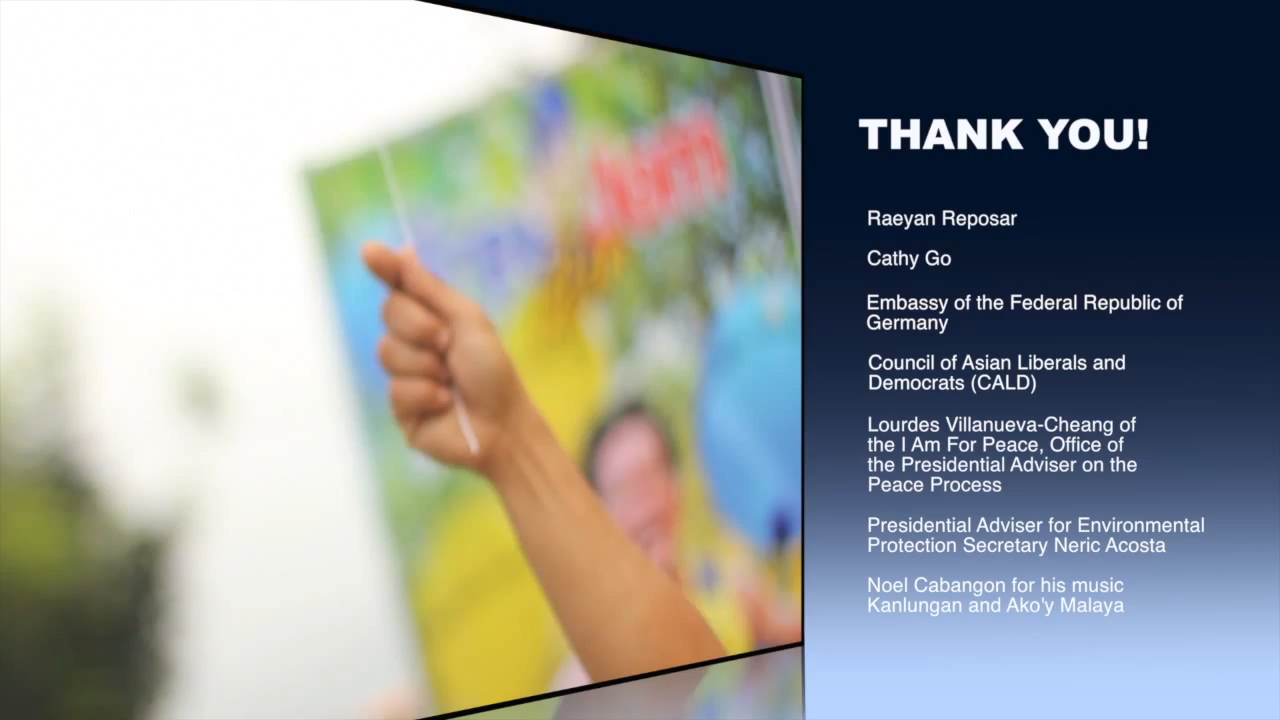 THANK YOU!
Raeyan Reposar
Cathy Go
Embassy of the Federal Republic of
Germany
Council of Asian Liberals and
Democrats (CALD)
Lourdes Villanueva-Cheang of
the I Am For Peace, Office of
the Presidential Adviser on the
Peace Process
Presidential Adviser for Environmental
Protection Secretary Neric Acosta
Noel Cabangon for his music
Kanlungan and Ako'y Malaya